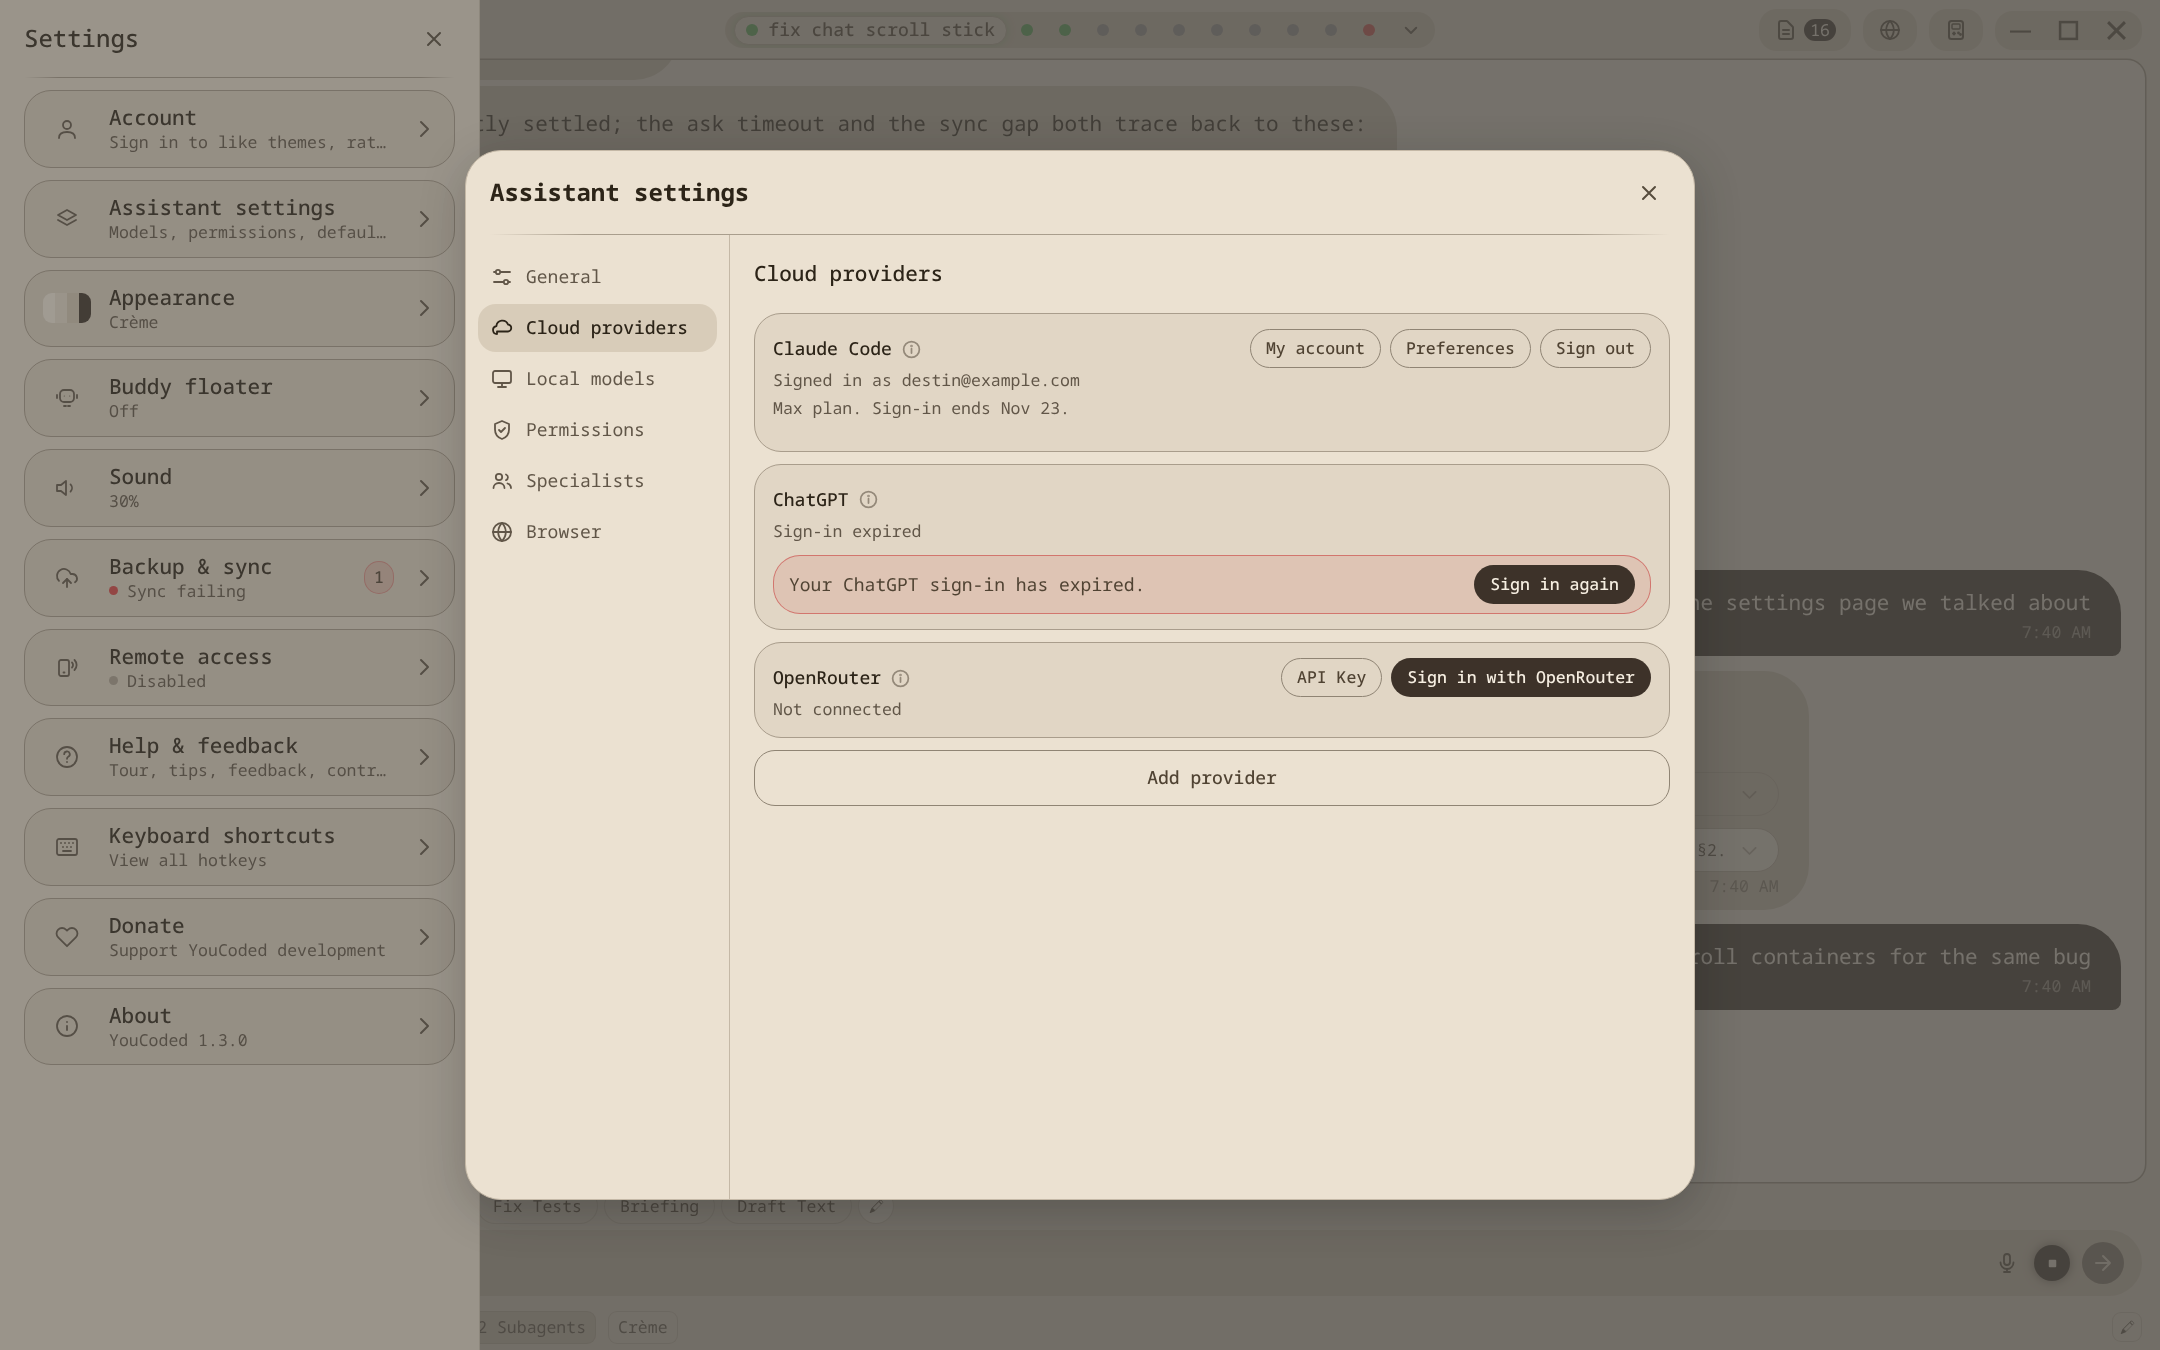 Settings
Account
Sign in to like themes, rat…
Assistant settings
Models, permissions, defaul…
Appearance
Crème
Buddy floater
Off
Sound
30%
Backup & sync
Sync failing
1
Remote access
Disabled
Help & feedback
Tour, tips, feedback, contr…
Keyboard shortcuts
View all hotkeys
Donate
Support YouCoded development
About
YouCoded 1.3.0
fix chat scroll stick
16
tly settled; the ask timeout and the sync gap both trace back to these:
Assistant settings
General
Cloud providers
Local models
Permissions
Specialists
Browser
Cloud providers
Claude Code
My account
Preferences
Sign out
Signed in as destin@example.com
Max plan. Sign-in ends Nov 23.
ChatGPT
Sign-in expired
Your ChatGPT sign-in has expired.
Sign in again
OpenRouter
API Key
Sign in with OpenRouter
Not connected
Add provider
settings page we talked about
7:40 AM
§2.
7:40 AM
containers for the same bug
7:40 AM
Fix Tests
Briefing
Draft Text
2 Subagents
Crème